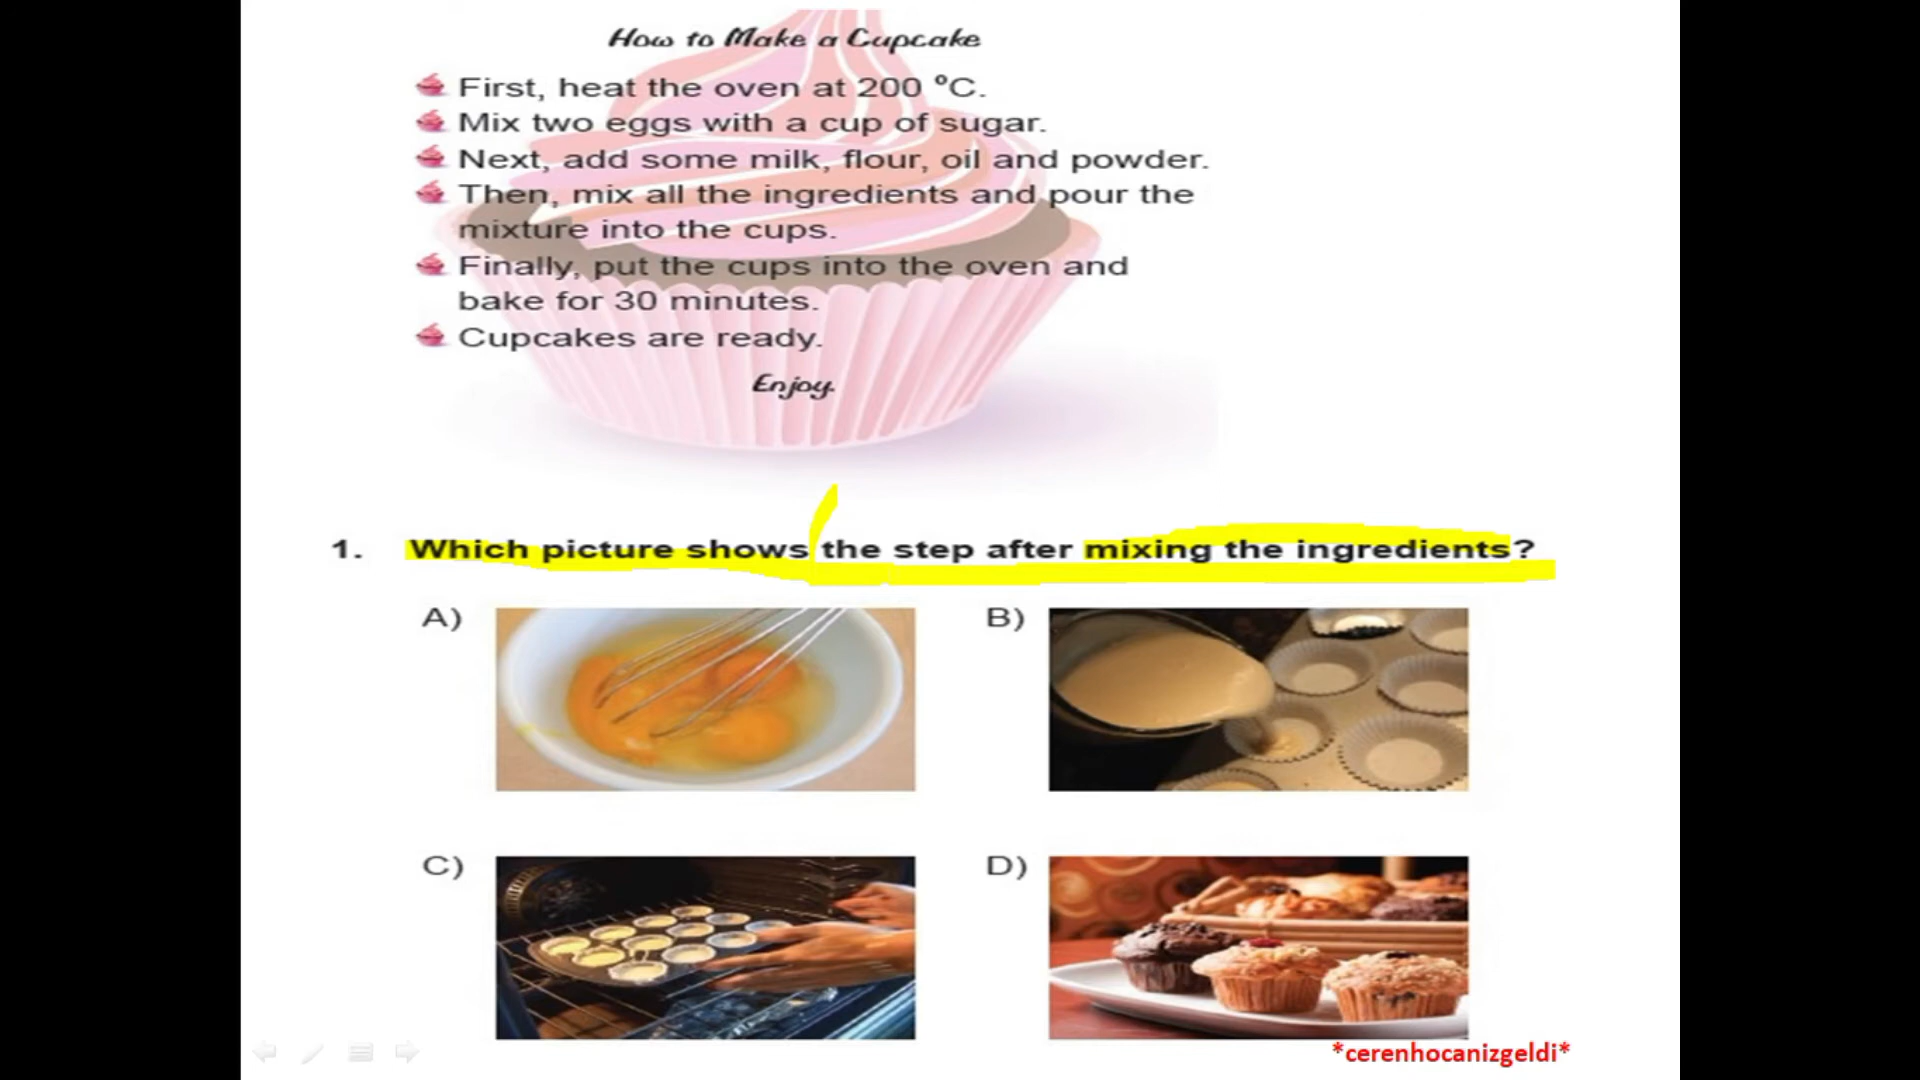 How to Make a Cupcake
First, heat the oven at 200 ºC.
Mix two eggs with a cup of sugar.
Next, add some milk, flour, oil and powder.
Then, mix all the ingredients and pour the
mixture into the cups.
Finally, put the cups into the oven and
bake for 30 minutes.
Cupcakes are ready.
Enjoy.
1. Which picture shows the step after mixing the ingredients?
A)
B)
C)
D)
*cerenhocanizgeldi*